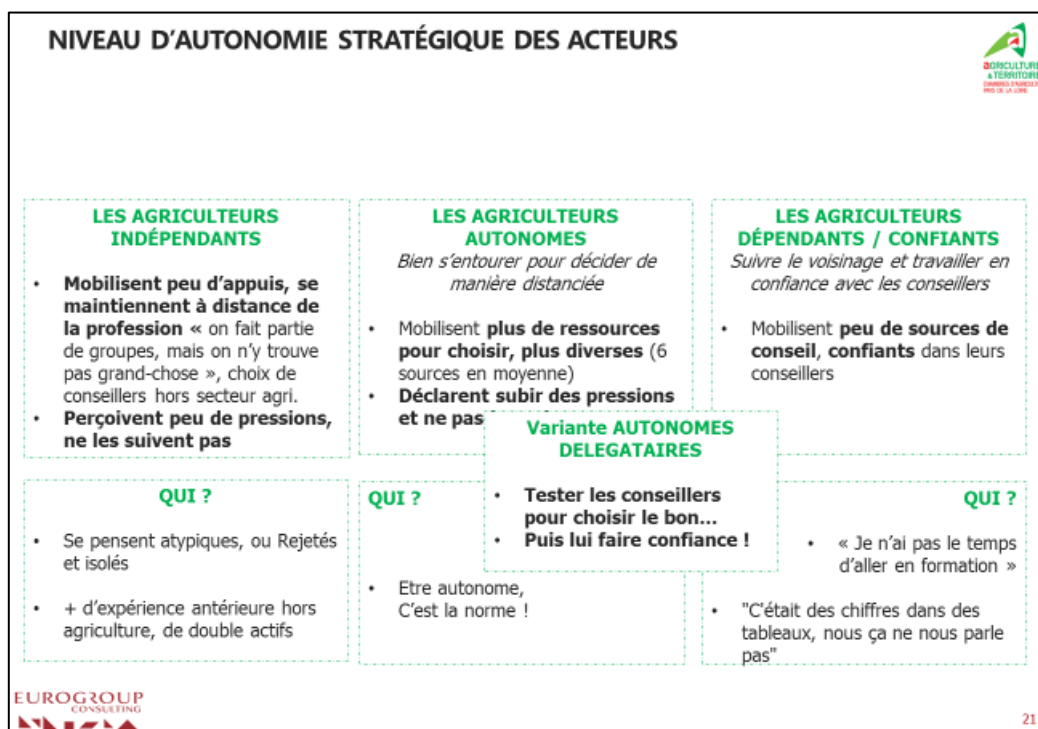 NIVEAU D'AUTONOMIE STRATÉGIQUE DES ACTEURS
AGRICULTURE
& TERRITOIRE
CHAMBRES D'AGRICULTURE
PAYS DE LA LOIRE
LES AGRICULTEURS
INDÉPENDANTS
• Mobilisent peu d'appuis, se
maintiennent à distance de
la profession « on fait partie
de groupes, mais on n'y trouve
pas grand-chose », choix de
conseillers hors secteur agri.
• Perçoivent peu de pressions,
ne les suivent pas
LES AGRICULTEURS
AUTONOMES
Bien s'entourer pour décider de
manière distanciée
• Mobilisent plus de ressources
pour choisir, plus diverses (6
sources en moyenne)
• Déclarent subir des pressions
et ne pas
LES AGRICULTEURS
DÉPENDANTS / CONFIANTS
Suivre le voisinage et travailler en
confiance avec les conseillers
• Mobilisent peu de sources de
conseil, confiants dans leurs
conseillers
Variante AUTONOMES
DELEGATAIRES
• Tester les conseillers
pour choisir le bon...
• Puis lui faire confiance !
QUI ?
• Se pensent atypiques, ou Rejetés
et isolés
• + d'expérience antérieure hors
agriculture, de double actifs
QUI ?
• Etre autonome,
C'est la norme !
QUI ?
• « Je n'ai pas le temps
d'aller en formation »
• "C'était des chiffres dans des
tableaux, nous ça ne nous parle
pas"
EUROGROUP
CONSULTING
21